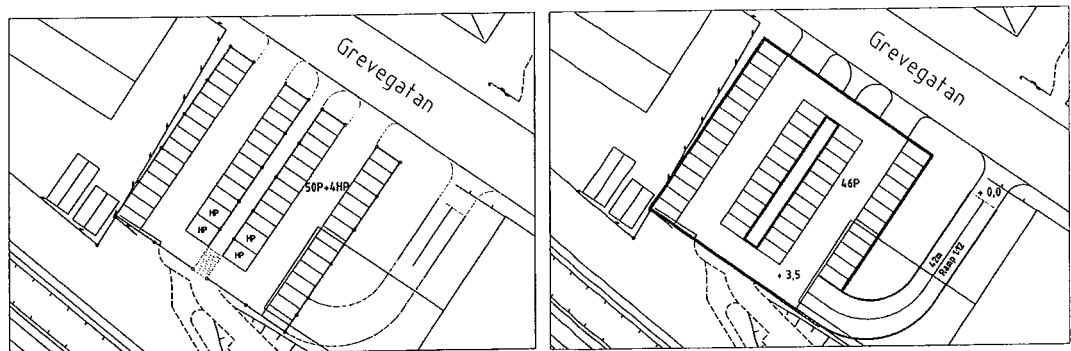 Grevegatan
50P+4HP
HP
HP
HP
HP
Grevegatan
46P
+ 0,0
42m
Ramp 1:12
+ 3,5